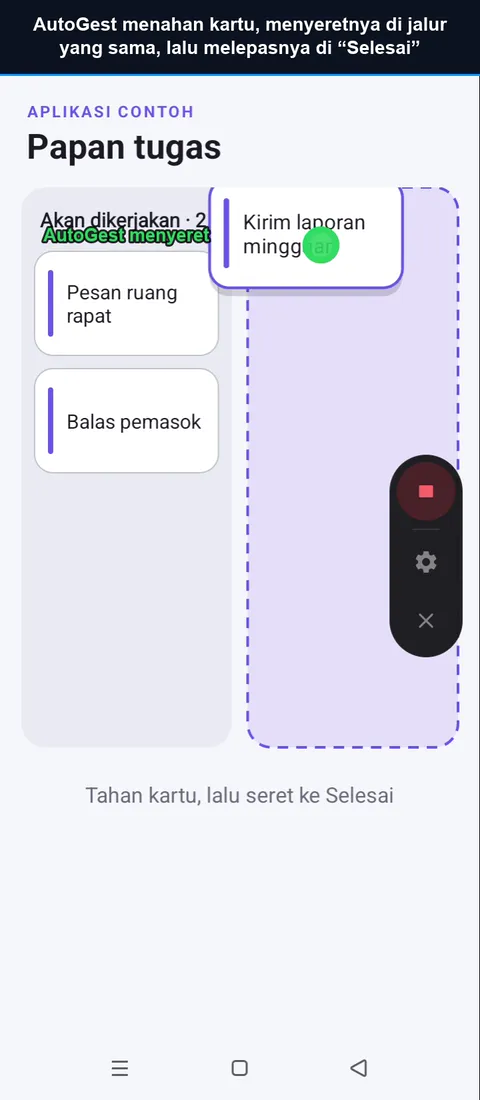 AutoGest menahan kartu, menyeretnya di jalur
yang sama, lalu melepasnya di “Selesai”
APLIKASI CONTOH
Papan tugas
Akan dikerjakan · 2
AutoGest menyeret
Kirim laporan
mingguan
Pesan ruang
rapat
Balas pemasok
Tahan kartu, lalu seret ke Selesai